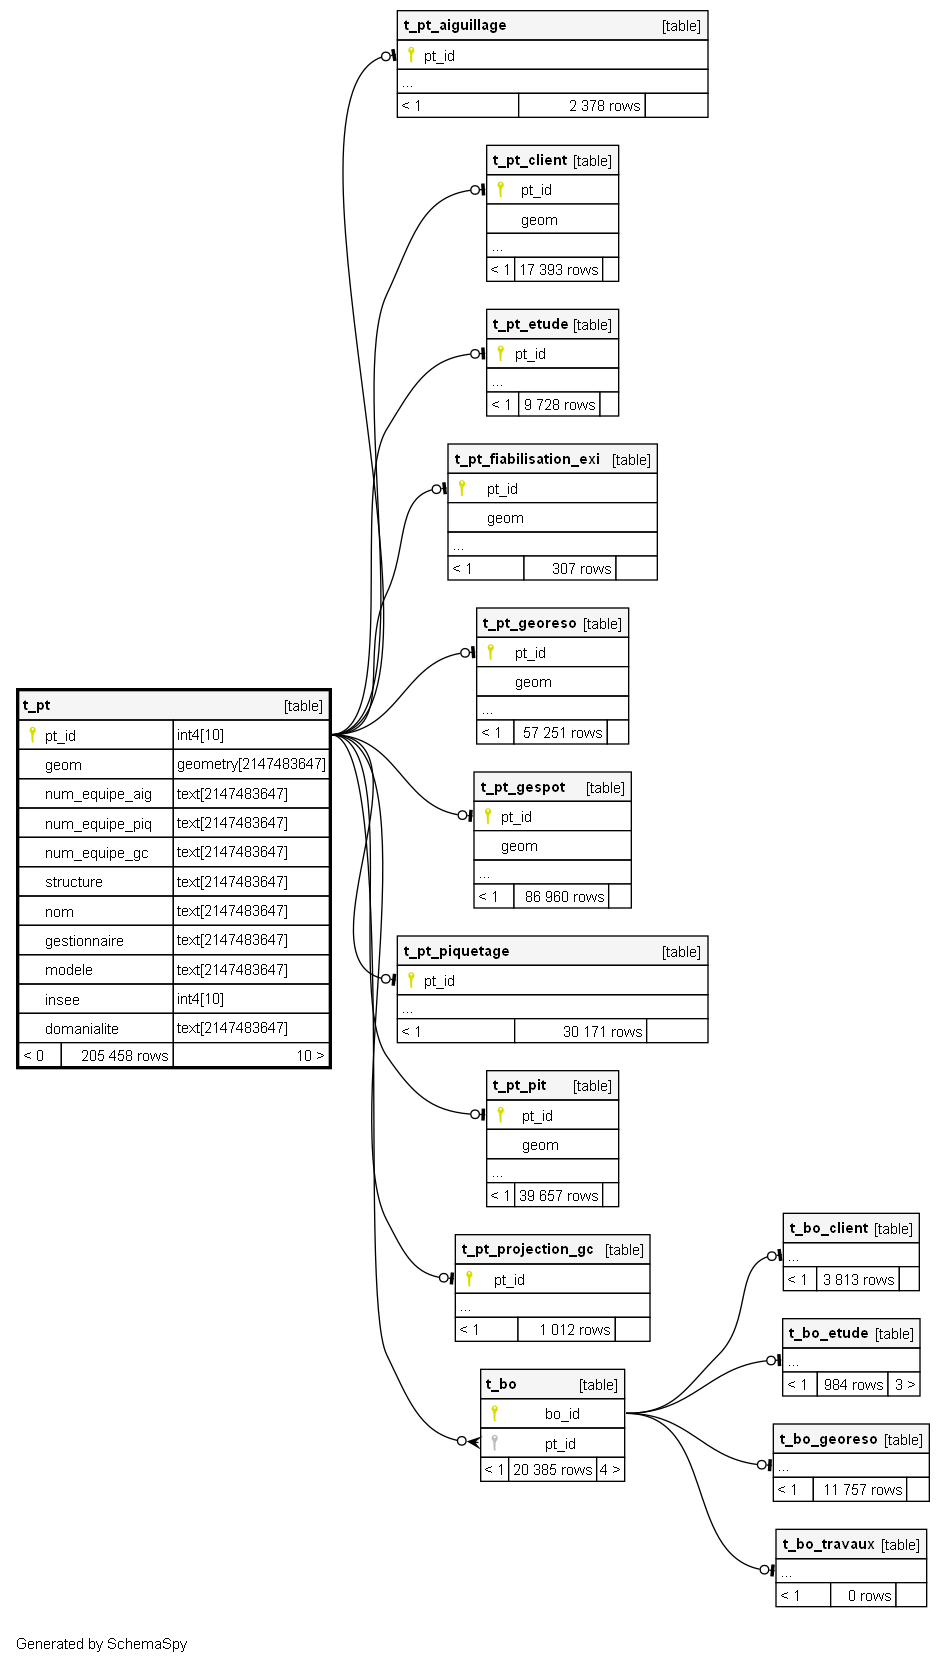 t_pt_aiguillage [table]
pt_id
...
< 1 2 378 rows
t_pt_client [table]
pt_id
geom
...
< 1 17 393 rows
t_pt_etude [table]
pt_id
...
< 1 9 728 rows
t_pt_fiabilisation_exi [table]
pt_id
geom
...
< 1 307 rows
t_pt_georeso [table]
pt_id
geom
...
< 1 57 251 rows
t_pt [table]
pt_id int4[10]
geom geometry[2147483647]
num_equipe_aig text[2147483647]
num_equipe_piq text[2147483647]
num_equipe_gc text[2147483647]
structure text[2147483647]
nom text[2147483647]
gestionnaire text[2147483647]
modele text[2147483647]
insee int4[10]
domanialite text[2147483647]
< 0 205 458 rows 10 >
t_pt_gespot [table]
pt_id
geom
...
< 1 86 960 rows
t_pt_piquetage [table]
pt_id
...
< 1 30 171 rows
t_pt_pit [table]
pt_id
geom
...
< 1 39 657 rows
t_pt_projection_gc [table]
pt_id
...
< 1 1 012 rows
t_bo [table]
bo_id
pt_id
< 1 20 385 rows 4 >
t_bo_client [table]
...
< 1 3 813 rows
t_bo_etude [table]
...
< 1 984 rows 3 >
t_bo_georeso [table]
...
< 1 11 757 rows
t_bo_travaux [table]
...
< 1 0 rows
Generated by SchemaSpy